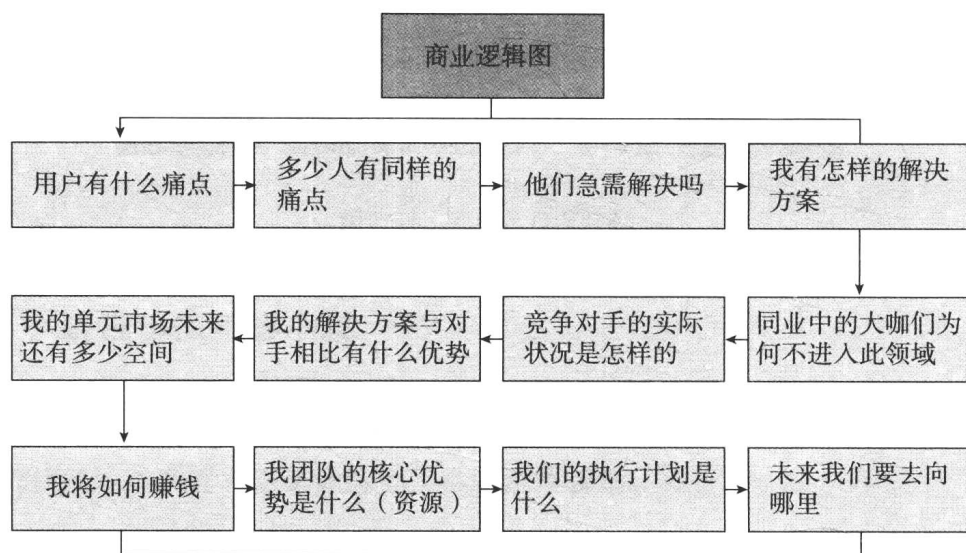 商业逻辑图
用户有什么痛点
多少人有同样的
痛点
他们急需解决吗
我有怎样的解决
方案
我的单元市场未来
还有多少空间
我的解决方案与对
手相比有什么优势
竞争对手的实际
状况是怎样的
同业中的大咖们为
何不进入此领域
我将如何赚钱
我团队的核心优
势是什么（资源）
我们的执行计划是
什么
未来我们要去向
哪里